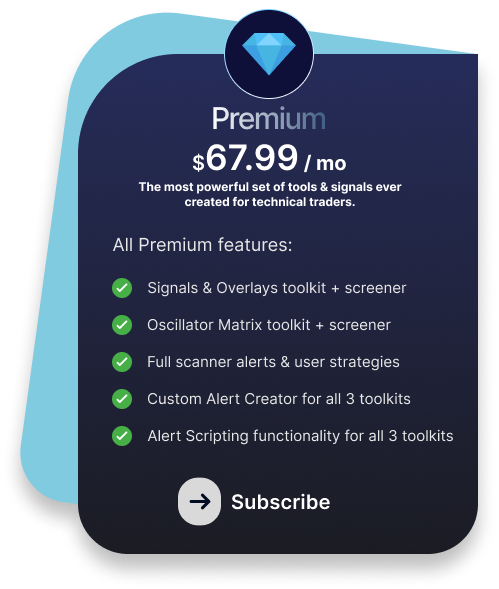 Premium
$67.99 / mo
The most powerful set of tools & signals ever
created for technical traders.
All Premium features:
Signals & Overlays toolkit + screener
Oscillator Matrix toolkit + screener
Full scanner alerts & user strategies
Custom Alert Creator for all 3 toolkits
Alert Scripting functionality for all 3 toolkits
Subscribe